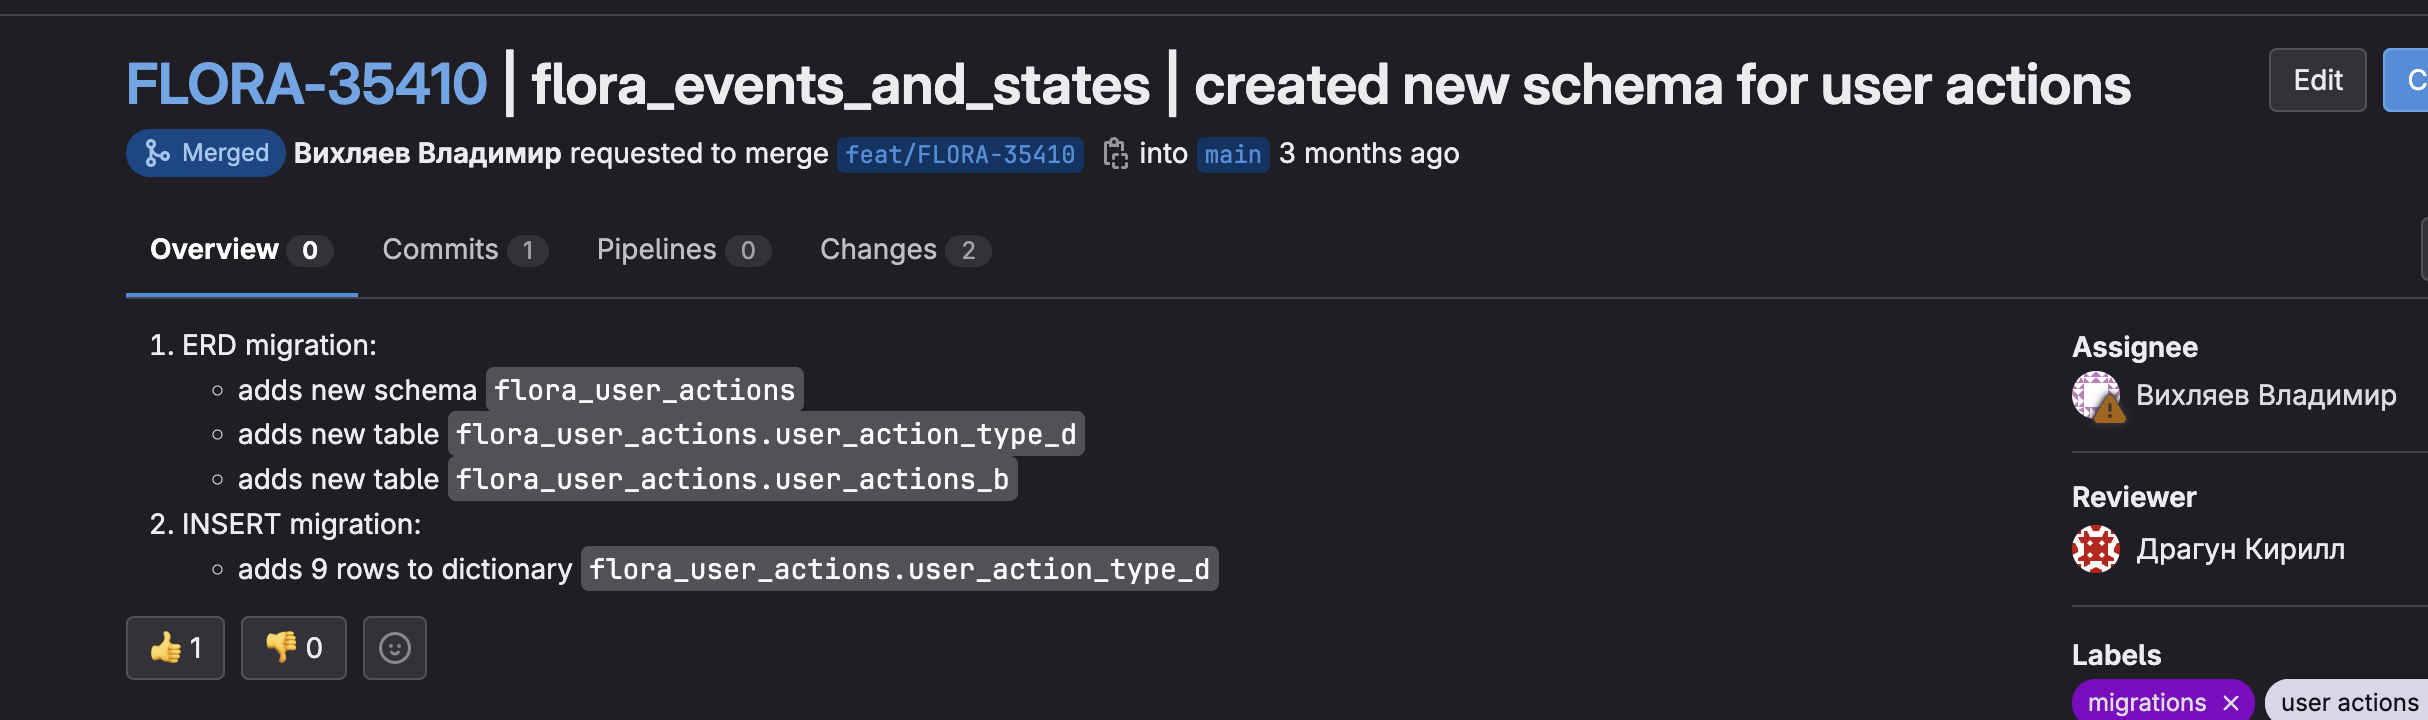 FLORA-35410 | flora_events_and_states | created new schema for user actions
Edit
Merged Вихляев Владимир requested to merge feat/FLORA-35410 into main 3 months ago
Overview 0 Commits 1 Pipelines 0 Changes 2
1. ERD migration:
adds new schema flora_user_actions
adds new table flora_user_actions.user_action_type_d
adds new table flora_user_actions.user_actions_b
2. INSERT migration:
adds 9 rows to dictionary flora_user_actions.user_action_type_d
👍 1 👎 0
Assignee
Вихляев Владимир
Reviewer
Драгун Кирилл
Labels
migrations × user actions